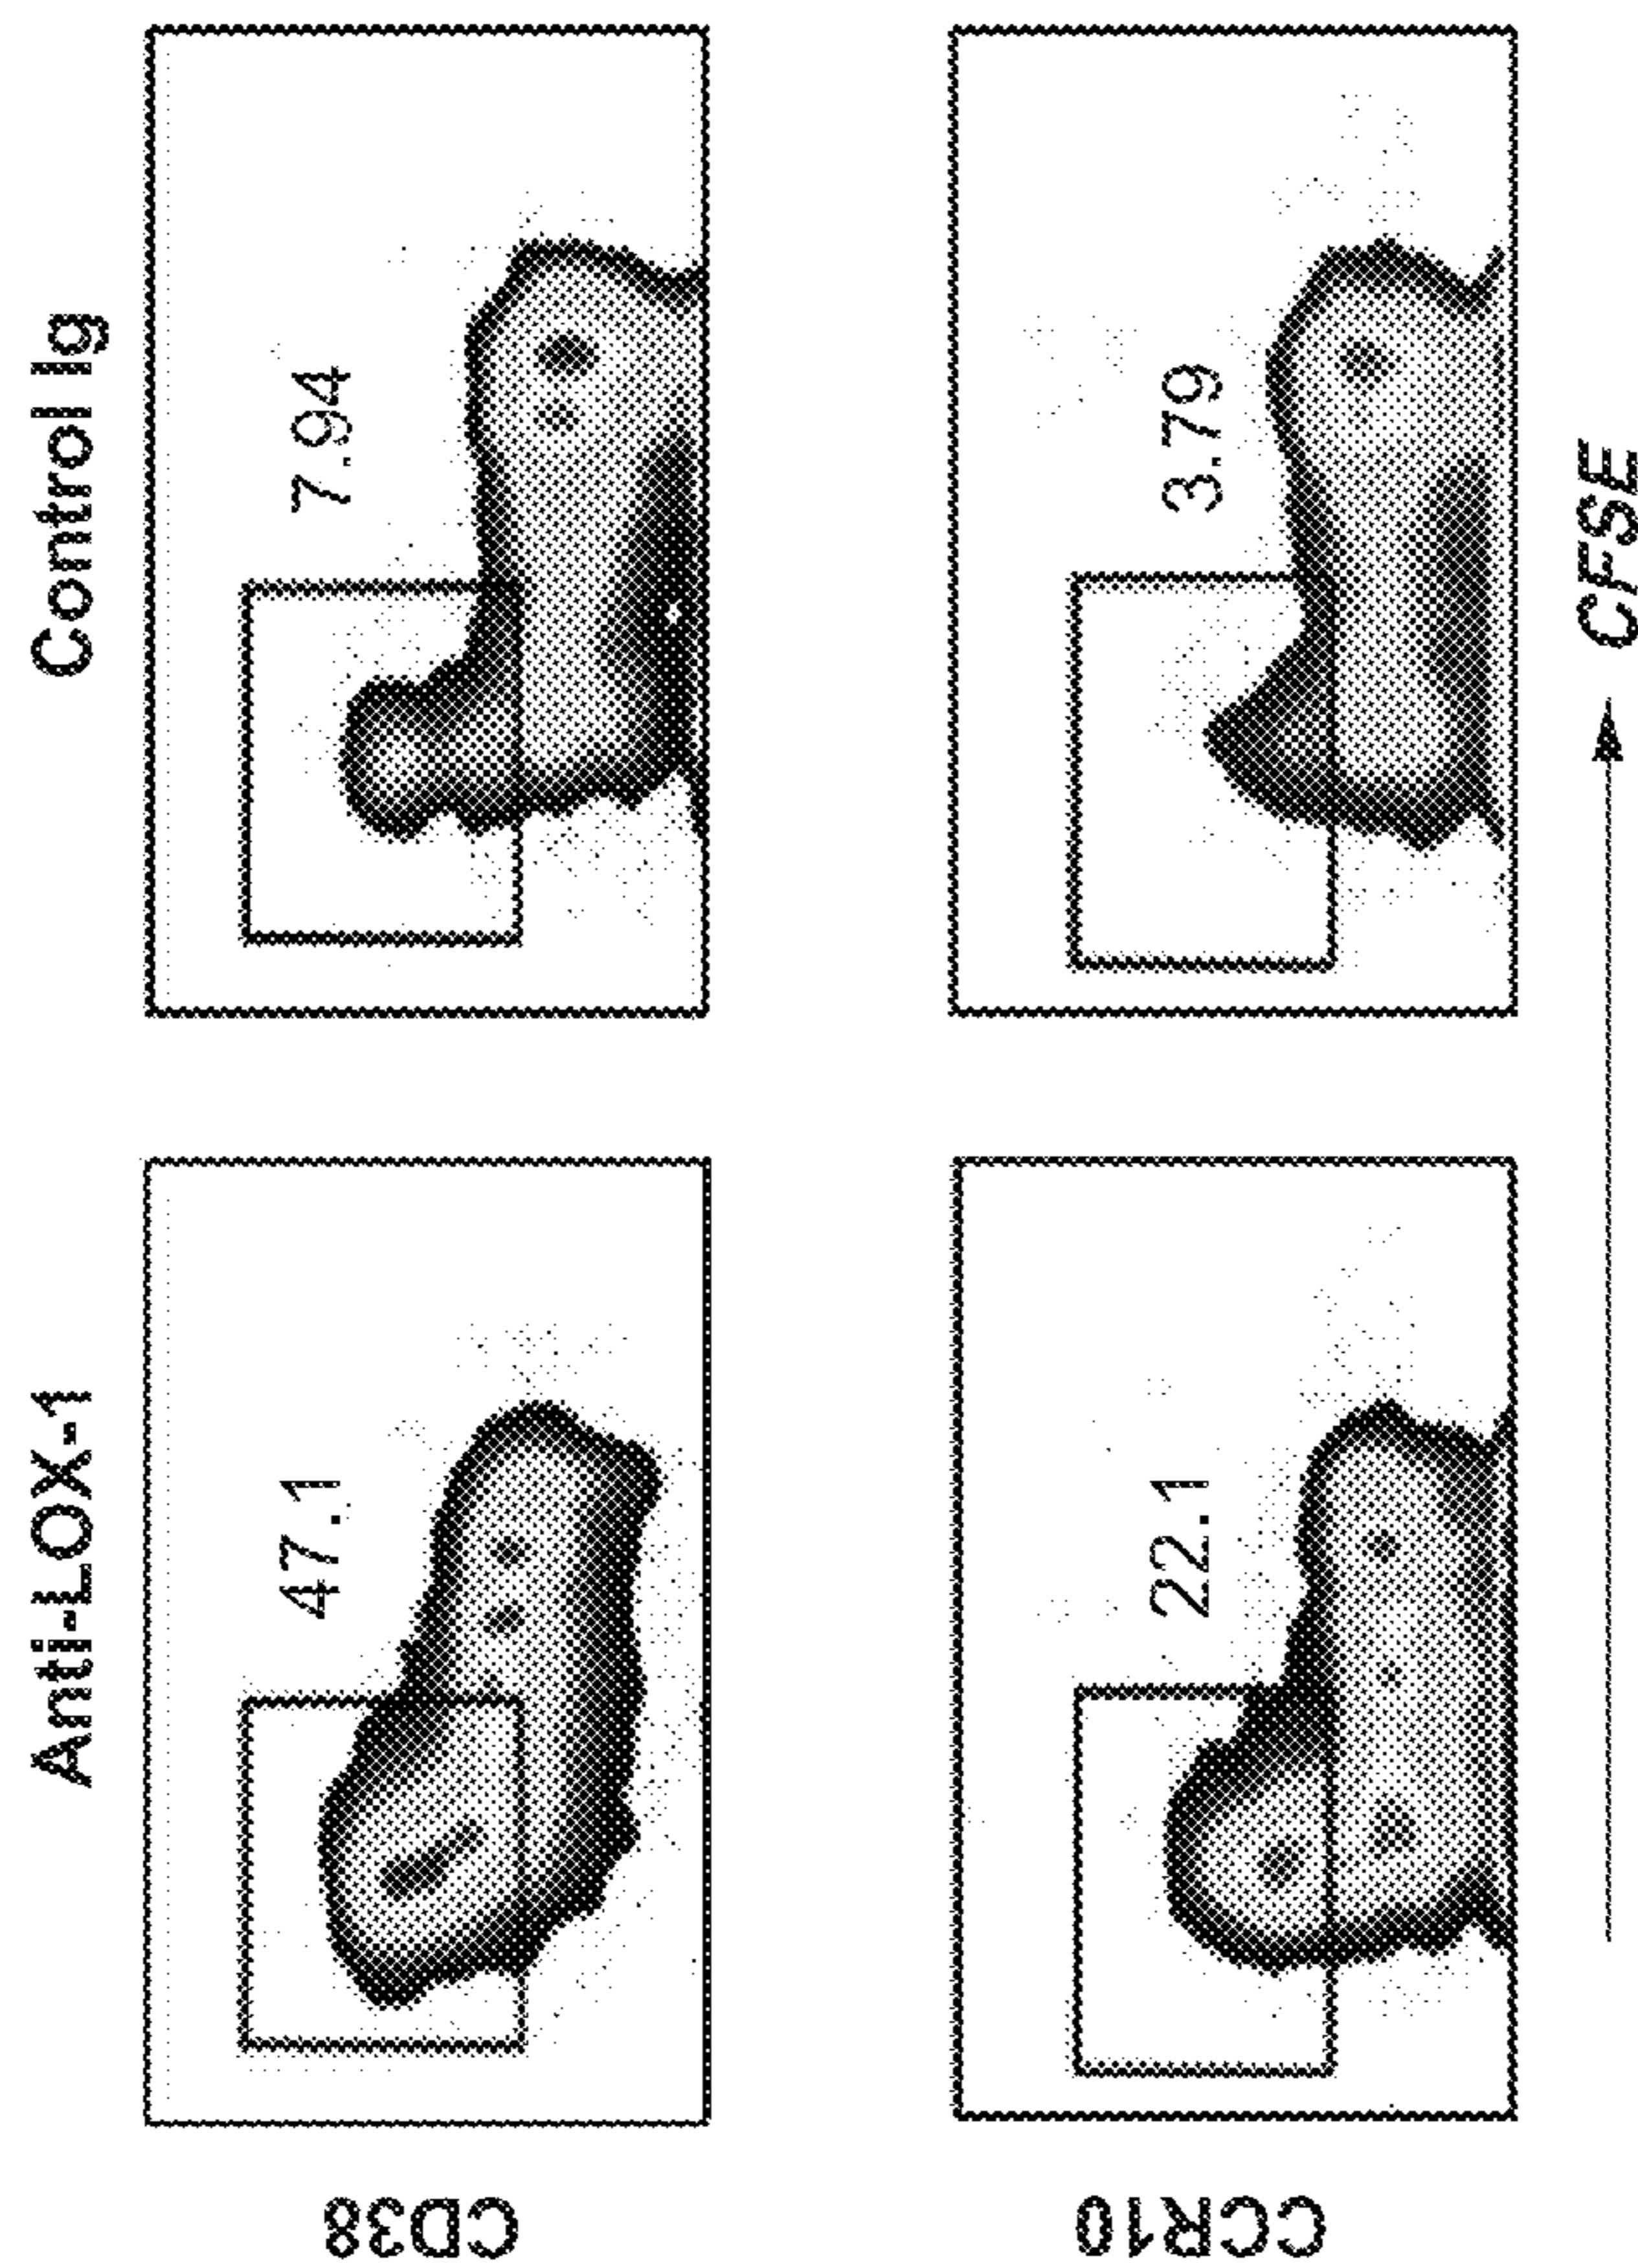 Anti-LOX-1
Control Ig
CD38
47.1
7.94
CCR10
22.1
3.79
CFSE